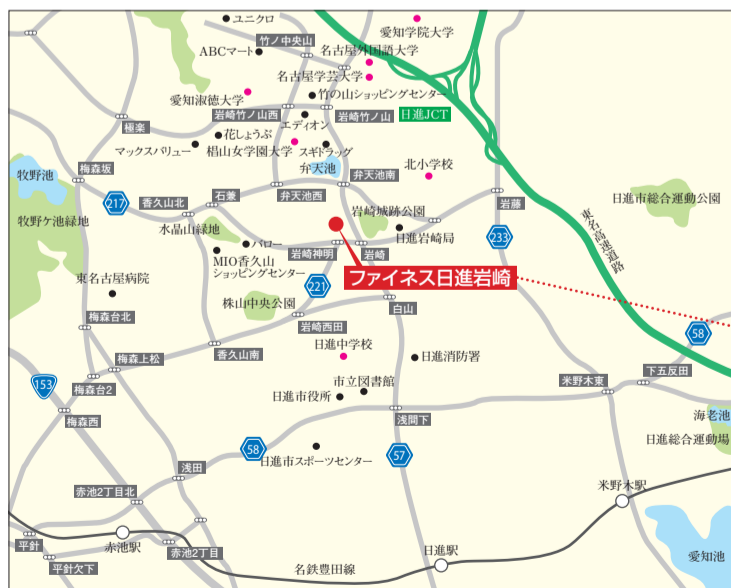 ユニクロ
愛知学院大学
竹ノ中央山
ABCマート
名古屋外国語大学
名古屋学芸大学
愛知淑徳大学
竹の山ショッピングセンター
岩崎竹ノ山西
岩崎竹ノ山
日進JCT
エディオン
極楽
花しょうぶ
マックスバリュー
椙山女学園大学
スギドラッグ
弁天池
梅森坂
牧野池
北小学校
弁天池南
弁天池西
石兼
香久山北
217
岩藤
日進市総合運動公園
牧野ケ池緑地
水晶山緑地
岩崎城跡公園
日進岩崎局
233
東名高速道路
バロー
岩崎神明
岩崎
MIO香久山
ショッピングセンター
ファイネス日進岩崎
東名古屋病院
221
株山中央公園
白山
梅森台北
岩崎西田
58
香久山南
梅森上松
日進中学校
日進消防署
下五反田
153
梅森台2
市立図書館
日進市役所
米野木東
梅森西
浅間下
海老池
日進総合運動場
58
57
浅田
日進市スポーツセンター
赤池2丁目北
米野木駅
平針
赤池駅
赤池2丁目
平針欠下
名鉄豊田線
日進駅
愛知池